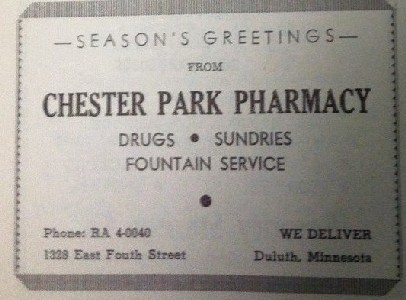 —SEASON'S GREETINGS—
FROM
CHESTER PARK PHARMACY
DRUGS • SUNDRIES
FOUNTAIN SERVICE
•
Phone: RA 4-0040 WE DELIVER
1328 East Fouth Street Duluth, Minnesota